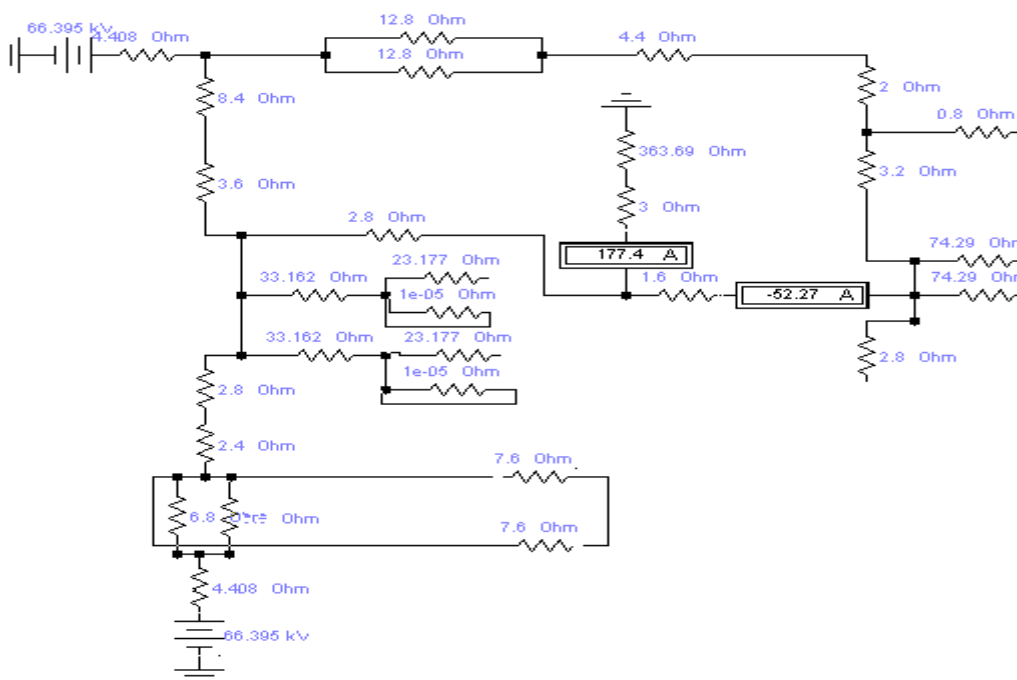 12.8 Ohm
66.395 kV
4.408 Ohm
12.8 Ohm
4.4 Ohm
8.4 Ohm
2 Ohm
0.8 Ohm
363.69 Ohm
3.2 Ohm
3.6 Ohm
3 Ohm
2.8 Ohm
177.4 A
74.29 Ohm
23.177 Ohm
33.162 Ohm
1e-05 Ohm
1.6 Ohm
-52.27 A
74.29 Ohm
33.162 Ohm
23.177 Ohm
1e-05 Ohm
2.8 Ohm
2.8 Ohm
2.4 Ohm
7.6 Ohm
6.8
Ohm
7.6 Ohm
4.408 Ohm
66.395 kV